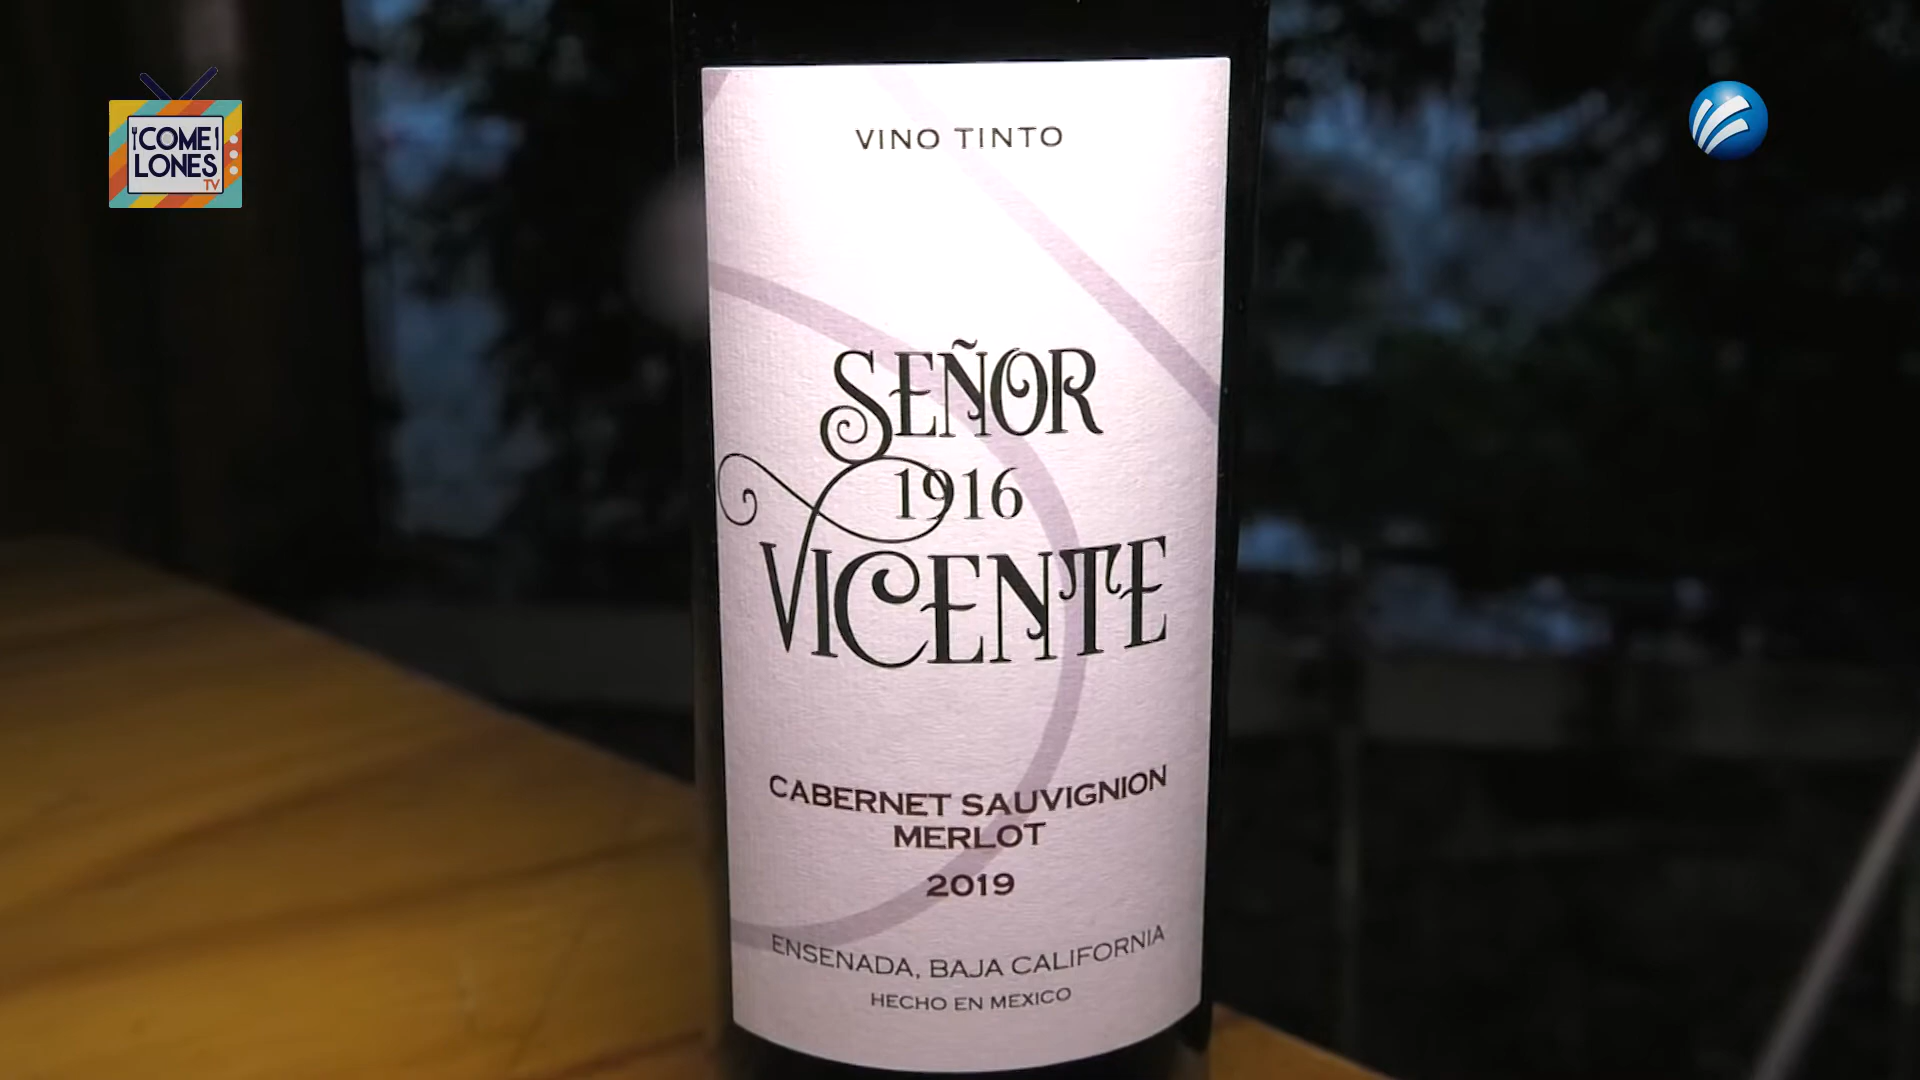 COME
LONES
TV
VINO TINTO
SEÑOR
1916
VICENTE
CABERNET SAUVIGNION
MERLOT
2019
ENSENADA, BAJA CALIFORNIA
HECHO EN MEXICO